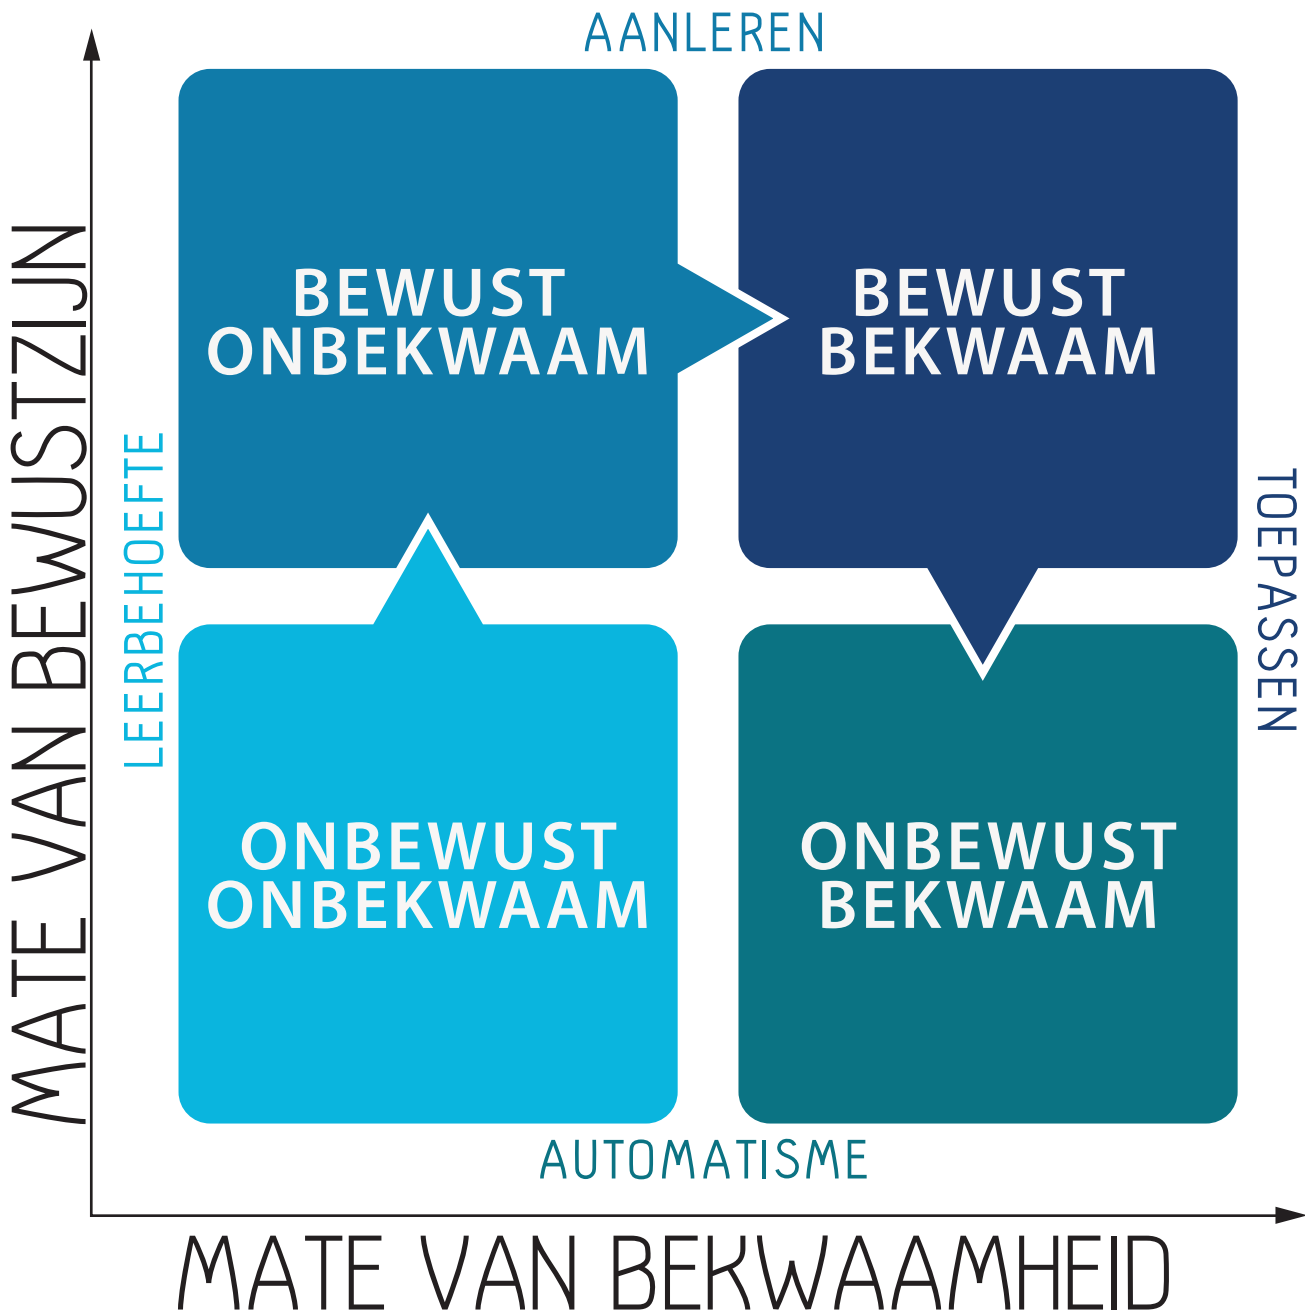 AANLEREN
MATE VAN BEWUSTZIJN
LEERBEHOEFTE
BEWUST
ONBEKWAAM
BEWUST
BEKWAAM
TOEPASSEN
ONBEWUST
ONBEKWAAM
ONBEWUST
BEKWAAM
AUTOMATISME
MATE VAN BEKWAAMHEID